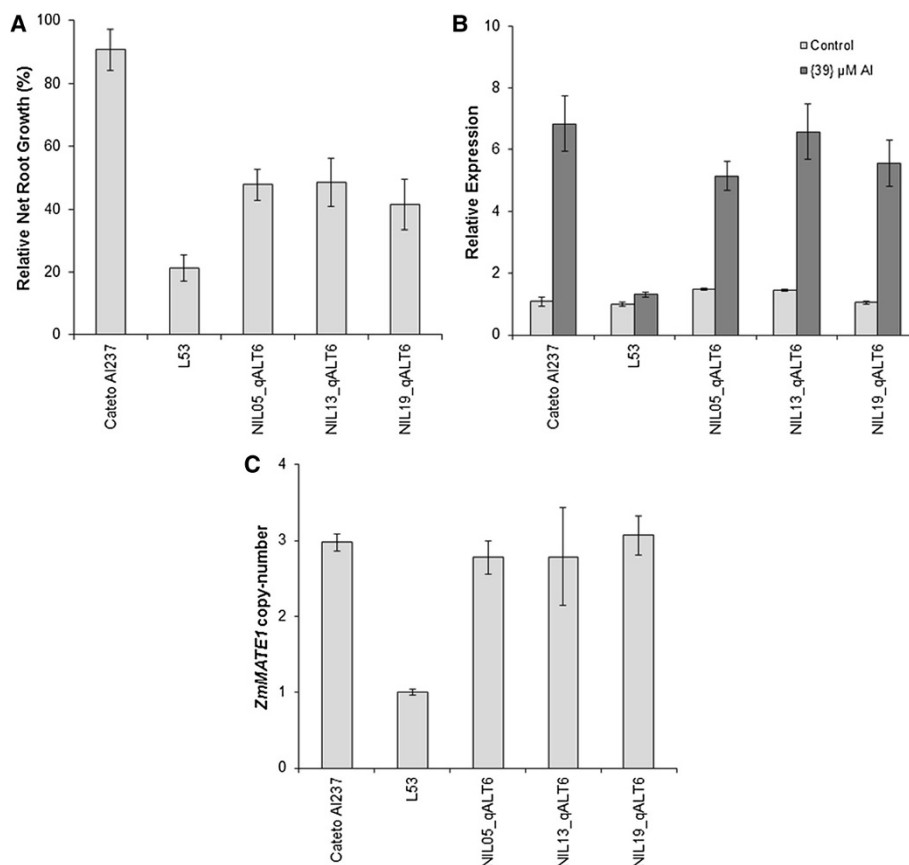 A
Relative Net Root Growth (%)
100
80
60
40
20
0
Cateto Al237
L53
NIL05_qALT6
NIL13_qALT6
NIL19_qALT6
B
Relative Expression
10
8
6
4
2
0
Control
{39} µM Al
Cateto Al237
L53
NIL05_qALT6
NIL13_qALT6
NIL19_qALT6
C
ZmMATE1 copy-number
4
3
2
1
0
Cateto Al237
L53
NIL05_qALT6
NIL13_qALT6
NIL19_qALT6